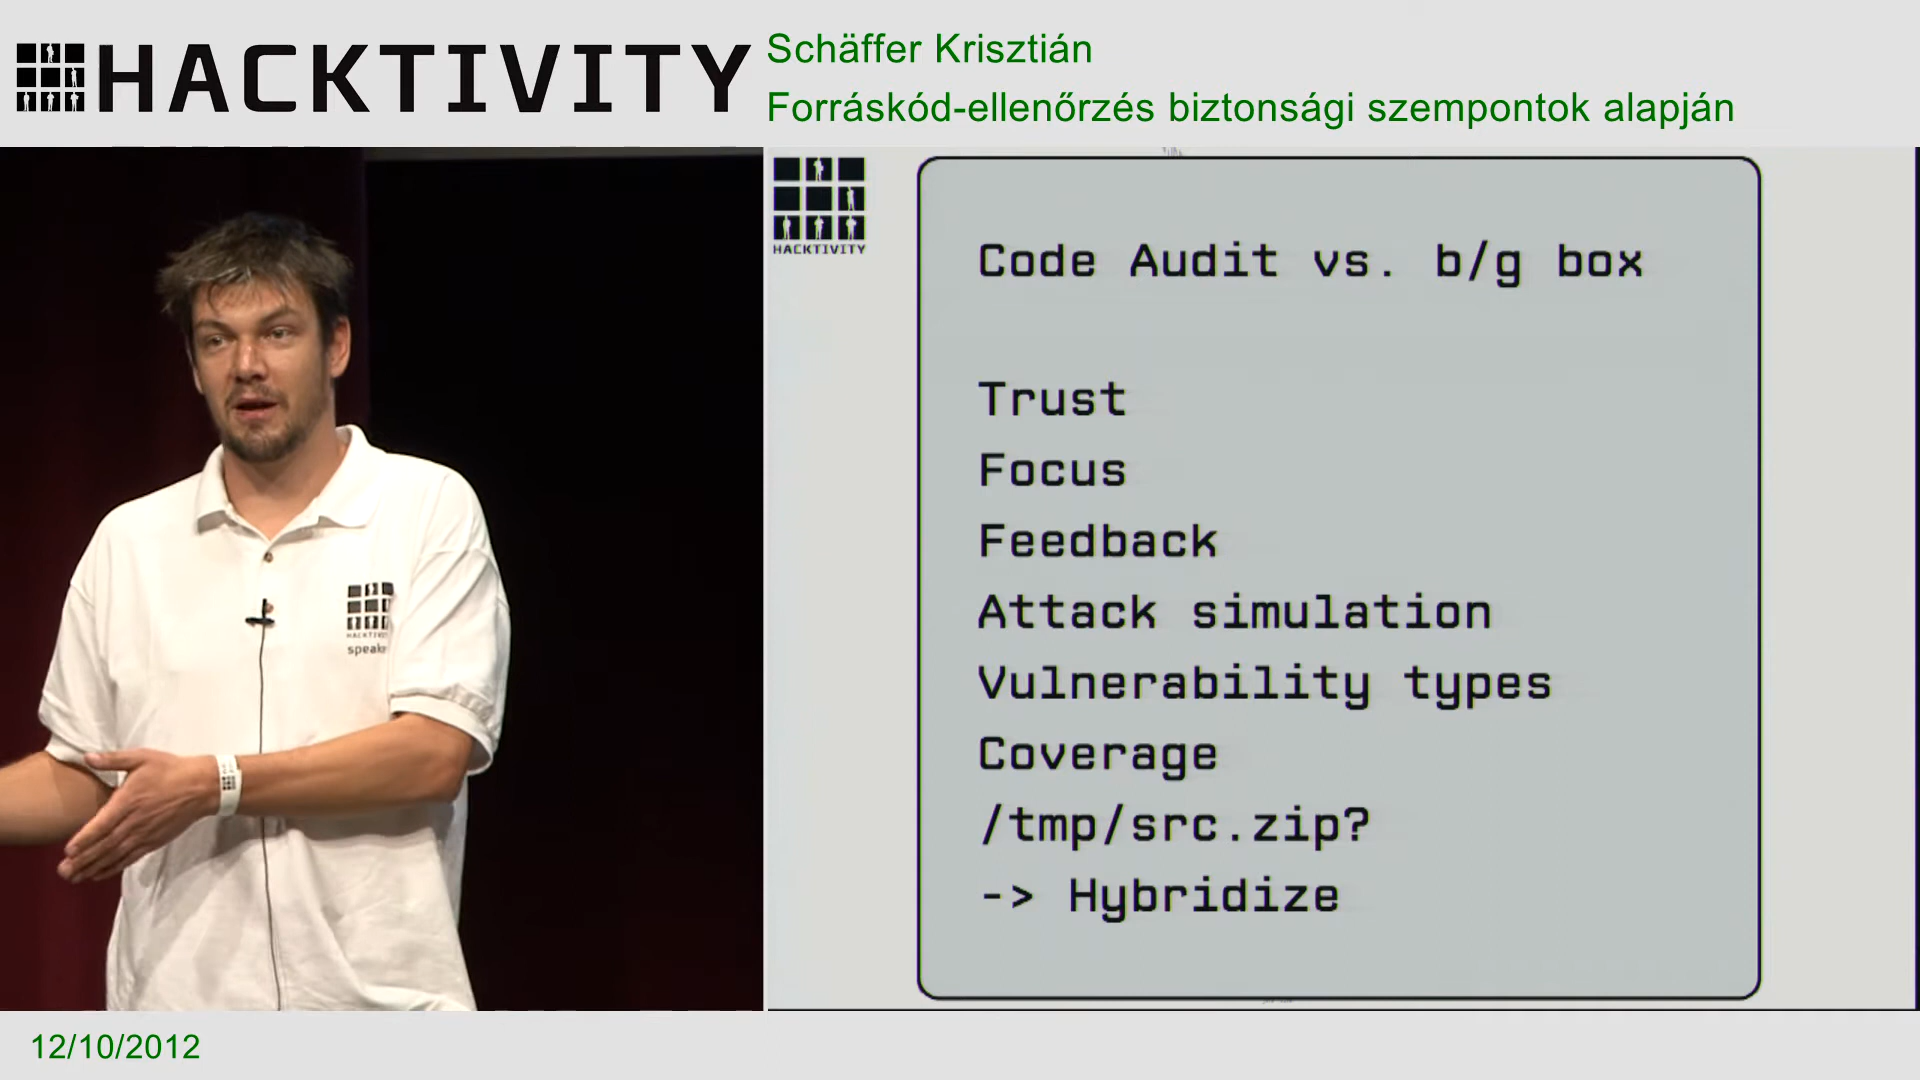 HACKTIVITY
Schäffer Krisztián
Forráskód-ellenőrzés biztonsági szempontok alapján
HACKTIVITY
Code Audit vs. b/g box
Trust
Focus
Feedback
Attack simulation
Vulnerability types
Coverage
/tmp/src.zip?
-> Hybridize
12/10/2012